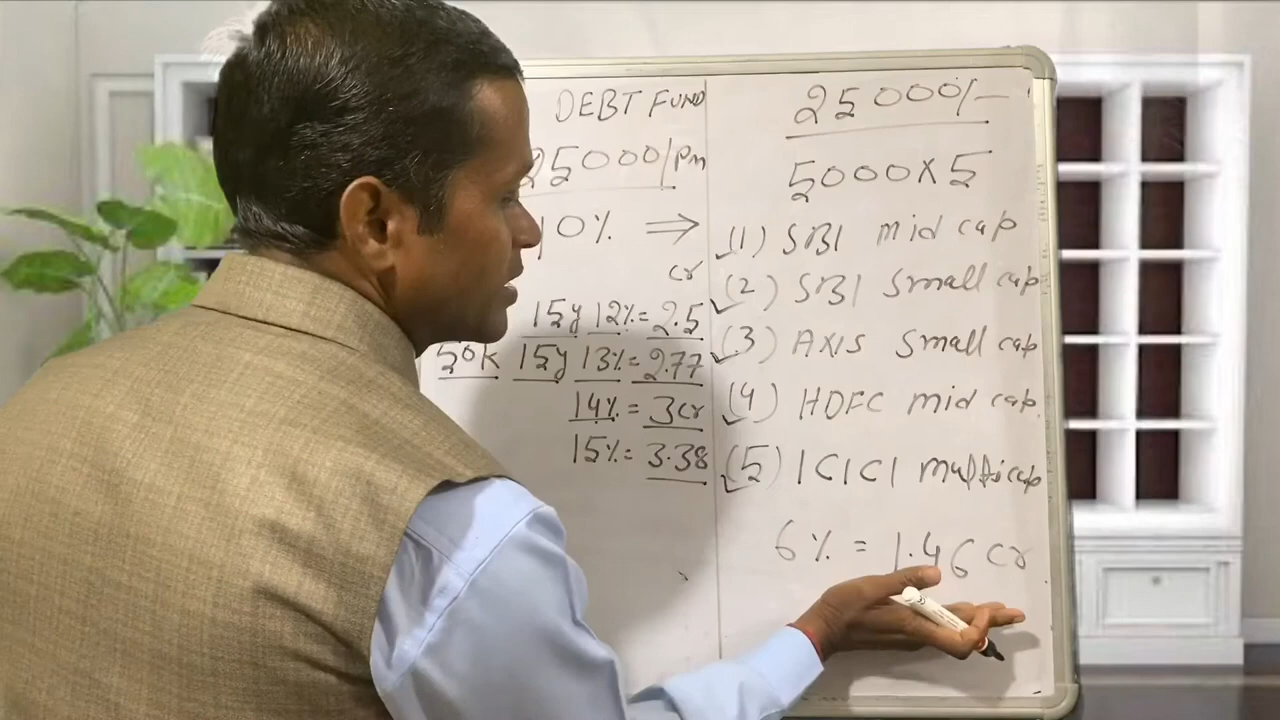 DEBT FUND
25000/Pm
10% ⇒
cr
15y 12% = 2.5
50k 15y 13% = 2.77
14% = 3cr
15% = 3.38
25000/-
5000x5
(1) SBI mid cap
(2) SBI Small cap
(3) AXIS Small cap
(4) HDFC mid cap.
(5) ICICI multicap
6% = 1.46 cr